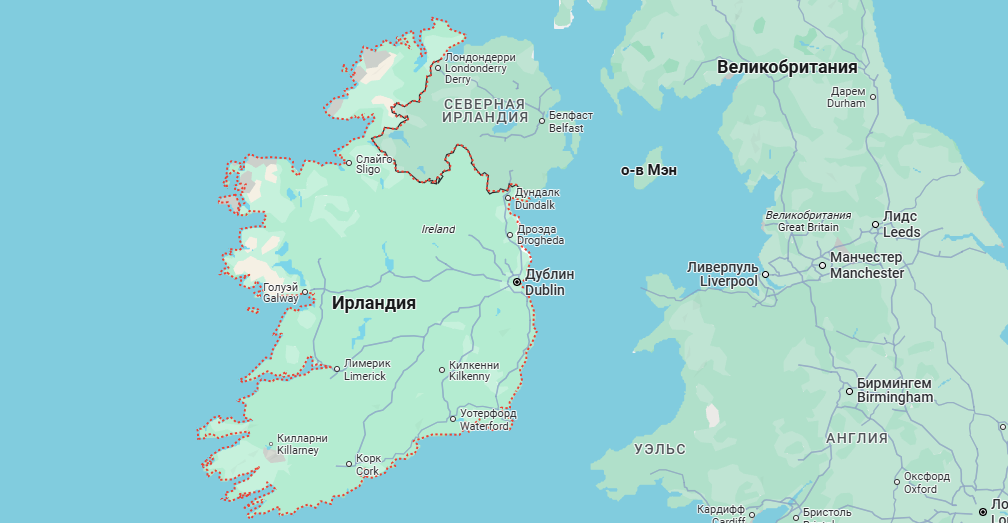 Лондондерри
Londonderry
Derry
СЕВЕРНАЯ
ИРЛАНДИЯ
Белфаст
Belfast
Великобритания
Дарем
Durham
Слайго
Sligo
о-в Мэн
Дундалк
Dundalk
Ireland
Дроэда
Drogheda
Великобритания
Great Britain
Лидс
Leeds
Манчестер
Manchester
Ливерпуль
Liverpool
Дублин
Dublin
Голуэй
Galway
Ирландия
Лимерик
Limerick
Килкенни
Kilkenny
Бирмингем
Birmingham
Уотерфорд
Waterford
АНГЛИЯ
УЭЛЬС
Килларни
Killarney
Корк
Cork
Оксфорд
Oxford
Кардифф
Cardiff
Бристоль
Ло